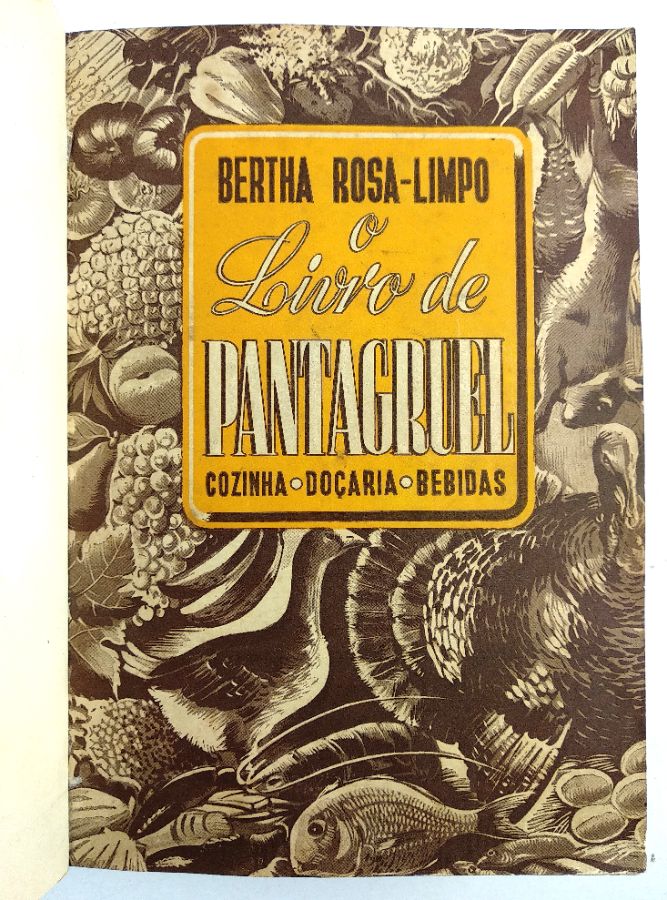 BERTHA ROSA-LIMPO
O
Livro de
PANTAGRUEL
COZINHA • DOÇARIA • BEBIDAS